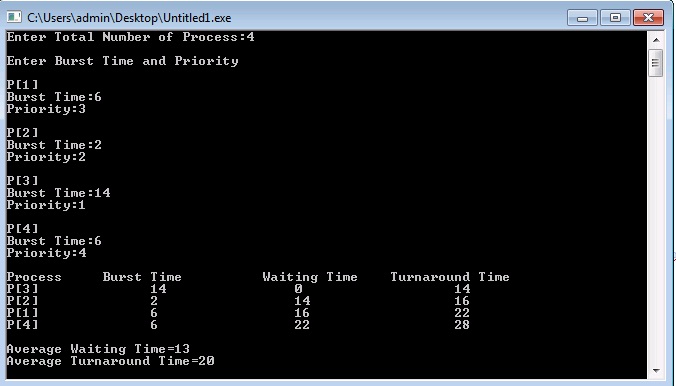 C:\Users\admin\Desktop\Untitled1.exe
Enter Total Number of Process:4
Enter Burst Time and Priority
P[1]
Burst Time:6
Priority:3
P[2]
Burst Time:2
Priority:2
P[3]
Burst Time:14
Priority:1
P[4]
Burst Time:6
Priority:4
Process Burst Time Waiting Time Turnaround Time
P[3] 14 0 14
P[2] 2 14 16
P[1] 6 16 22
P[4] 6 22 28
Average Waiting Time=13
Average Turnaround Time=20